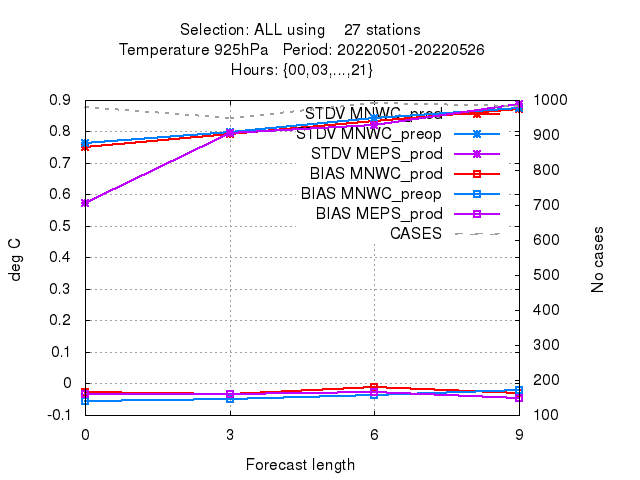 Selection: ALL using    27 stations
Temperature 925hPa   Period: 20220501-20220526
Hours: {00,03,...,21}
STDV MNWC_prod
STDV MNWC_preop
STDV MEPS_prod
BIAS MNWC_prod
BIAS MNWC_preop
BIAS MEPS_prod
CASES
deg C
0.9
0.8
0.7
0.6
0.5
0.4
0.3
0.2
0.1
0
-0.1
No cases
1000
900
800
700
600
500
400
300
200
100
0 3 6 9
Forecast length